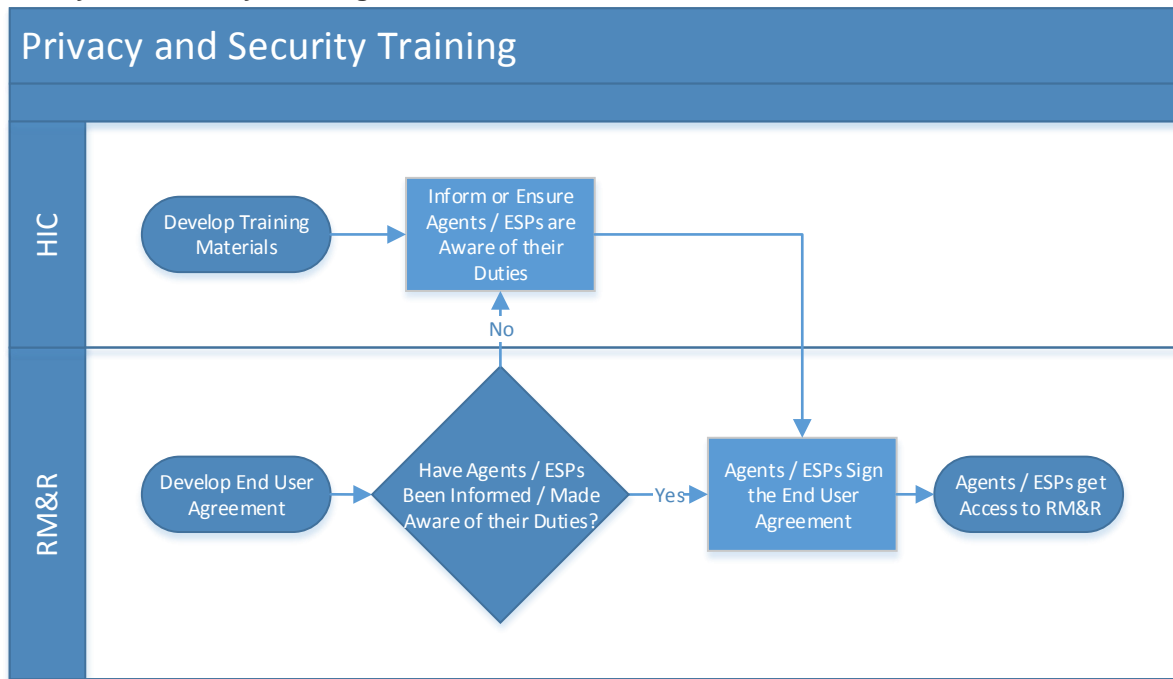 Privacy and Security Training
HIC
Develop Training
Materials
Inform or Ensure
Agents / ESPs are
Aware of their
Duties
No
RM&R
Develop End User
Agreement
Have Agents / ESPs
Been Informed / Made
Aware of their Duties?
Yes
Agents / ESPs Sign
the End User
Agreement
Agents / ESPs get
Access to RM&R